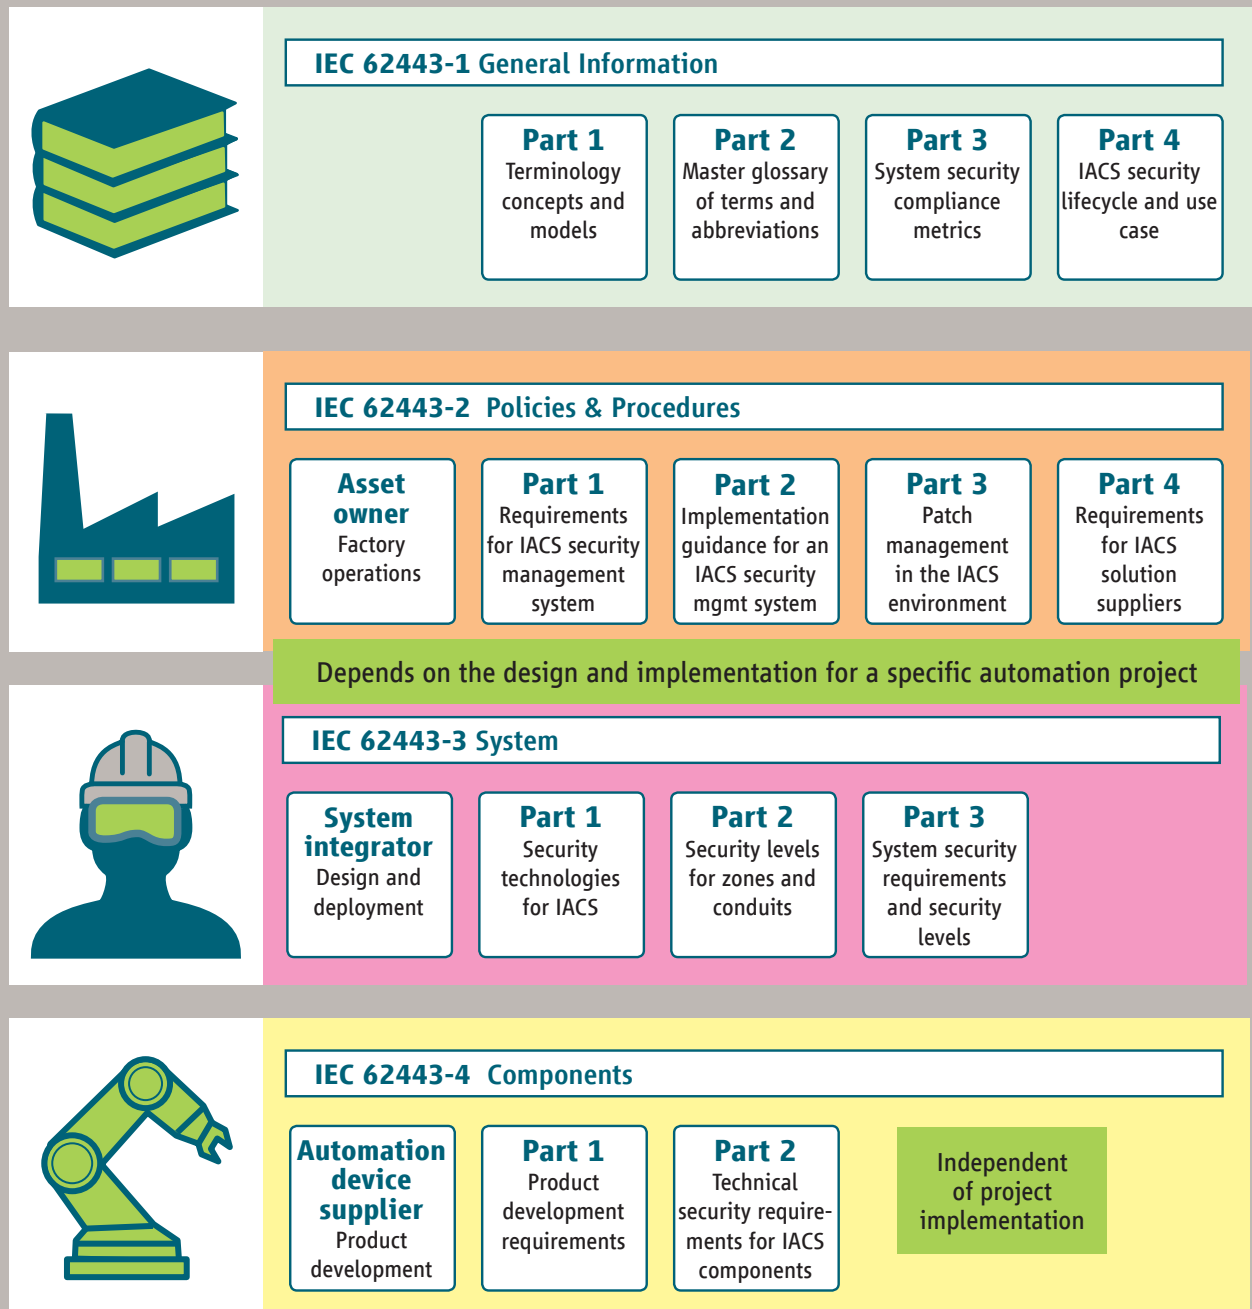 IEC 62443-1 General Information
Part 1
Terminology
concepts and
models
Part 2
Master glossary
of terms and
abbreviations
Part 3
System security
compliance
metrics
Part 4
IACS security
lifecycle and use
case
IEC 62443-2 Policies & Procedures
Asset
owner
Factory
operations
Part 1
Requirements
for IACS security
management
system
Part 2
Implementation
guidance for an
IACS security
mgmt system
Part 3
Patch
management
in the IACS
environment
Part 4
Requirements
for IACS
solution
suppliers
Depends on the design and implementation for a specific automation project
IEC 62443-3 System
System
integrator
Design and
deployment
Part 1
Security
technologies
for IACS
Part 2
Security levels
for zones and
conduits
Part 3
System security
requirements
and security
levels
IEC 62443-4 Components
Automation
device
supplier
Product
development
Part 1
Product
development
requirements
Part 2
Technical
security require-
ments for IACS
components
Independent
of project
implementation